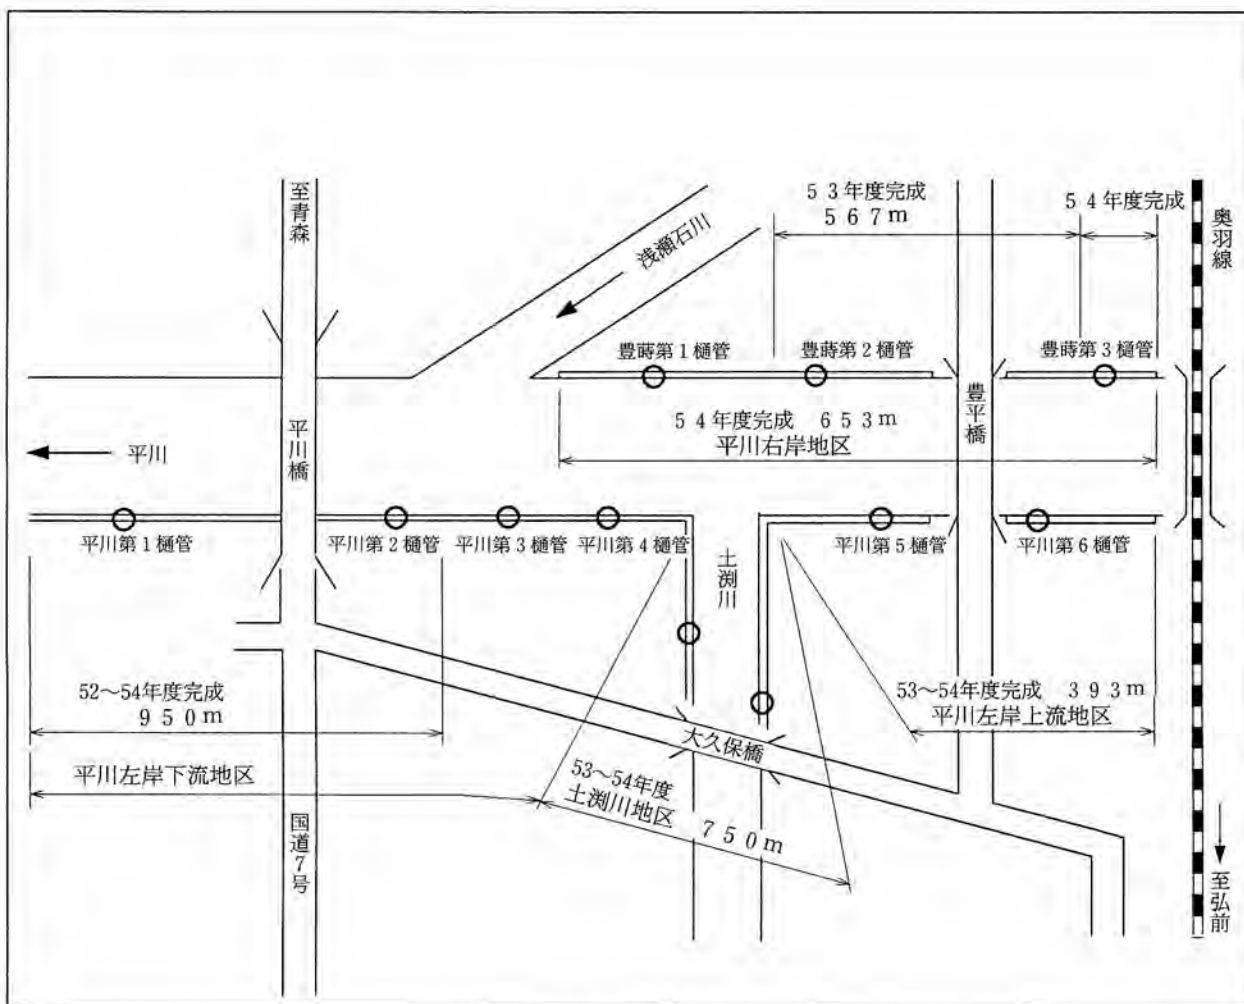 至青森
浅瀬石川
５３年度完成
５６７m
５４年度完成
奥羽線
豊蒔第１樋管
豊蒔第２樋管
豊蒔第３樋管
豊平橋
５４年度完成　６５３m
平川右岸地区
平川
平川橋
平川第１樋管
平川第２樋管
平川第３樋管
平川第４樋管
平川第５樋管
平川第６樋管
土渕川
52〜54年度完成
９５０m
53〜54年度完成　３９３m
平川左岸上流地区
大久保橋
平川左岸下流地区
53〜54年度
土渕川地区　７５０m
国道７号
至弘前